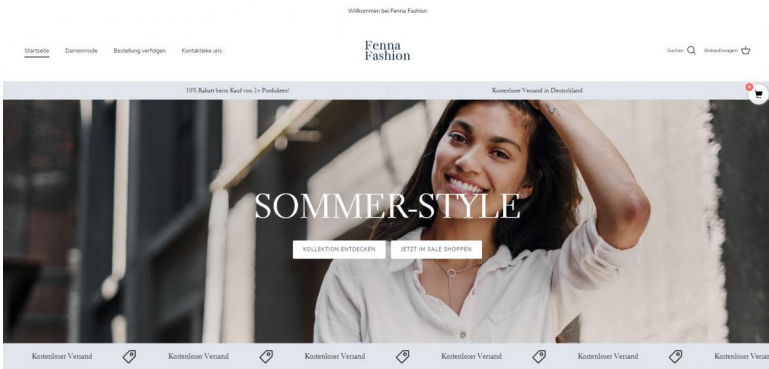 Willkommen bei Fenna Fashion
Startseite Damenmode Bestellung verfolgen Kontaktieke uns
Fenna
Fashion
Suchen Einkaufswagen
10% Rabatt beim Kauf von 2+ Produkten!
Kostenloser Versand in Deutschland
0
SOMMER-STYLE
KOLLEKTION ENTDECKEN JETZT IM SALE SHOPPEN
Kostenloser Versand Kostenloser Versand Kostenloser Versand Kostenloser Versand Kostenloser Versand Kostenloser Versan